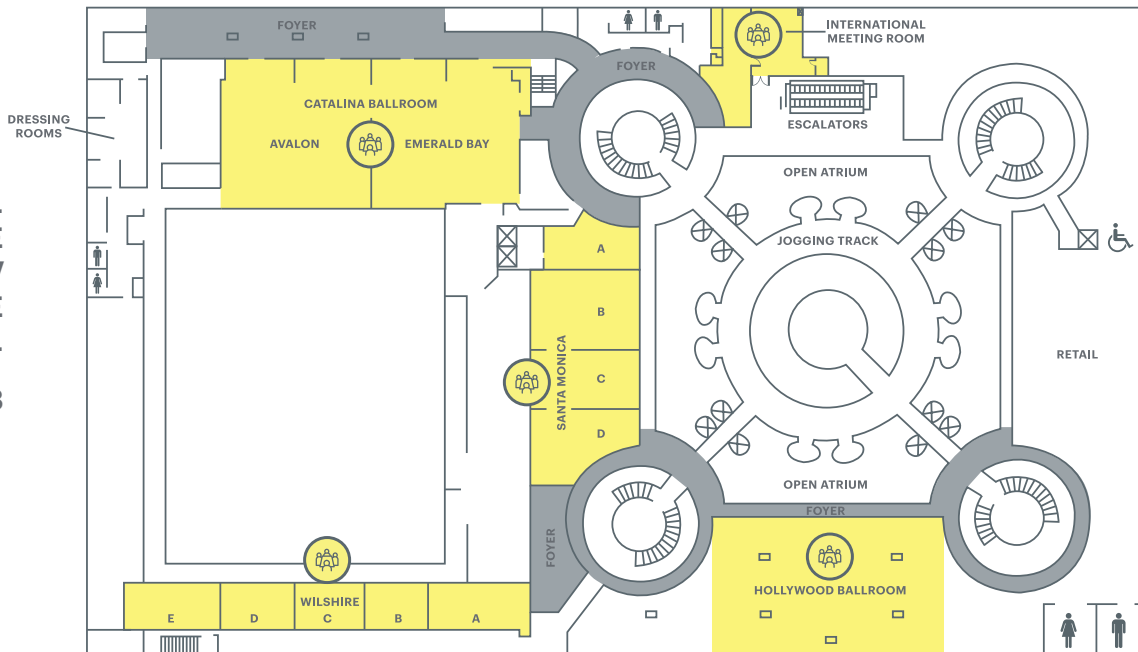 FOYER
INTERNATIONAL
MEETING ROOM
FOYER
CATALINA BALLROOM
DRESSING
ROOMS
ESCALATORS
AVALON
EMERALD BAY
OPEN ATRIUM
JOGGING TRACK
A
B
SANTA MONICA
C
D
RETAIL
OPEN ATRIUM
FOYER
FOYER
HOLLYWOOD BALLROOM
WILSHIRE
E
D
C
B
A